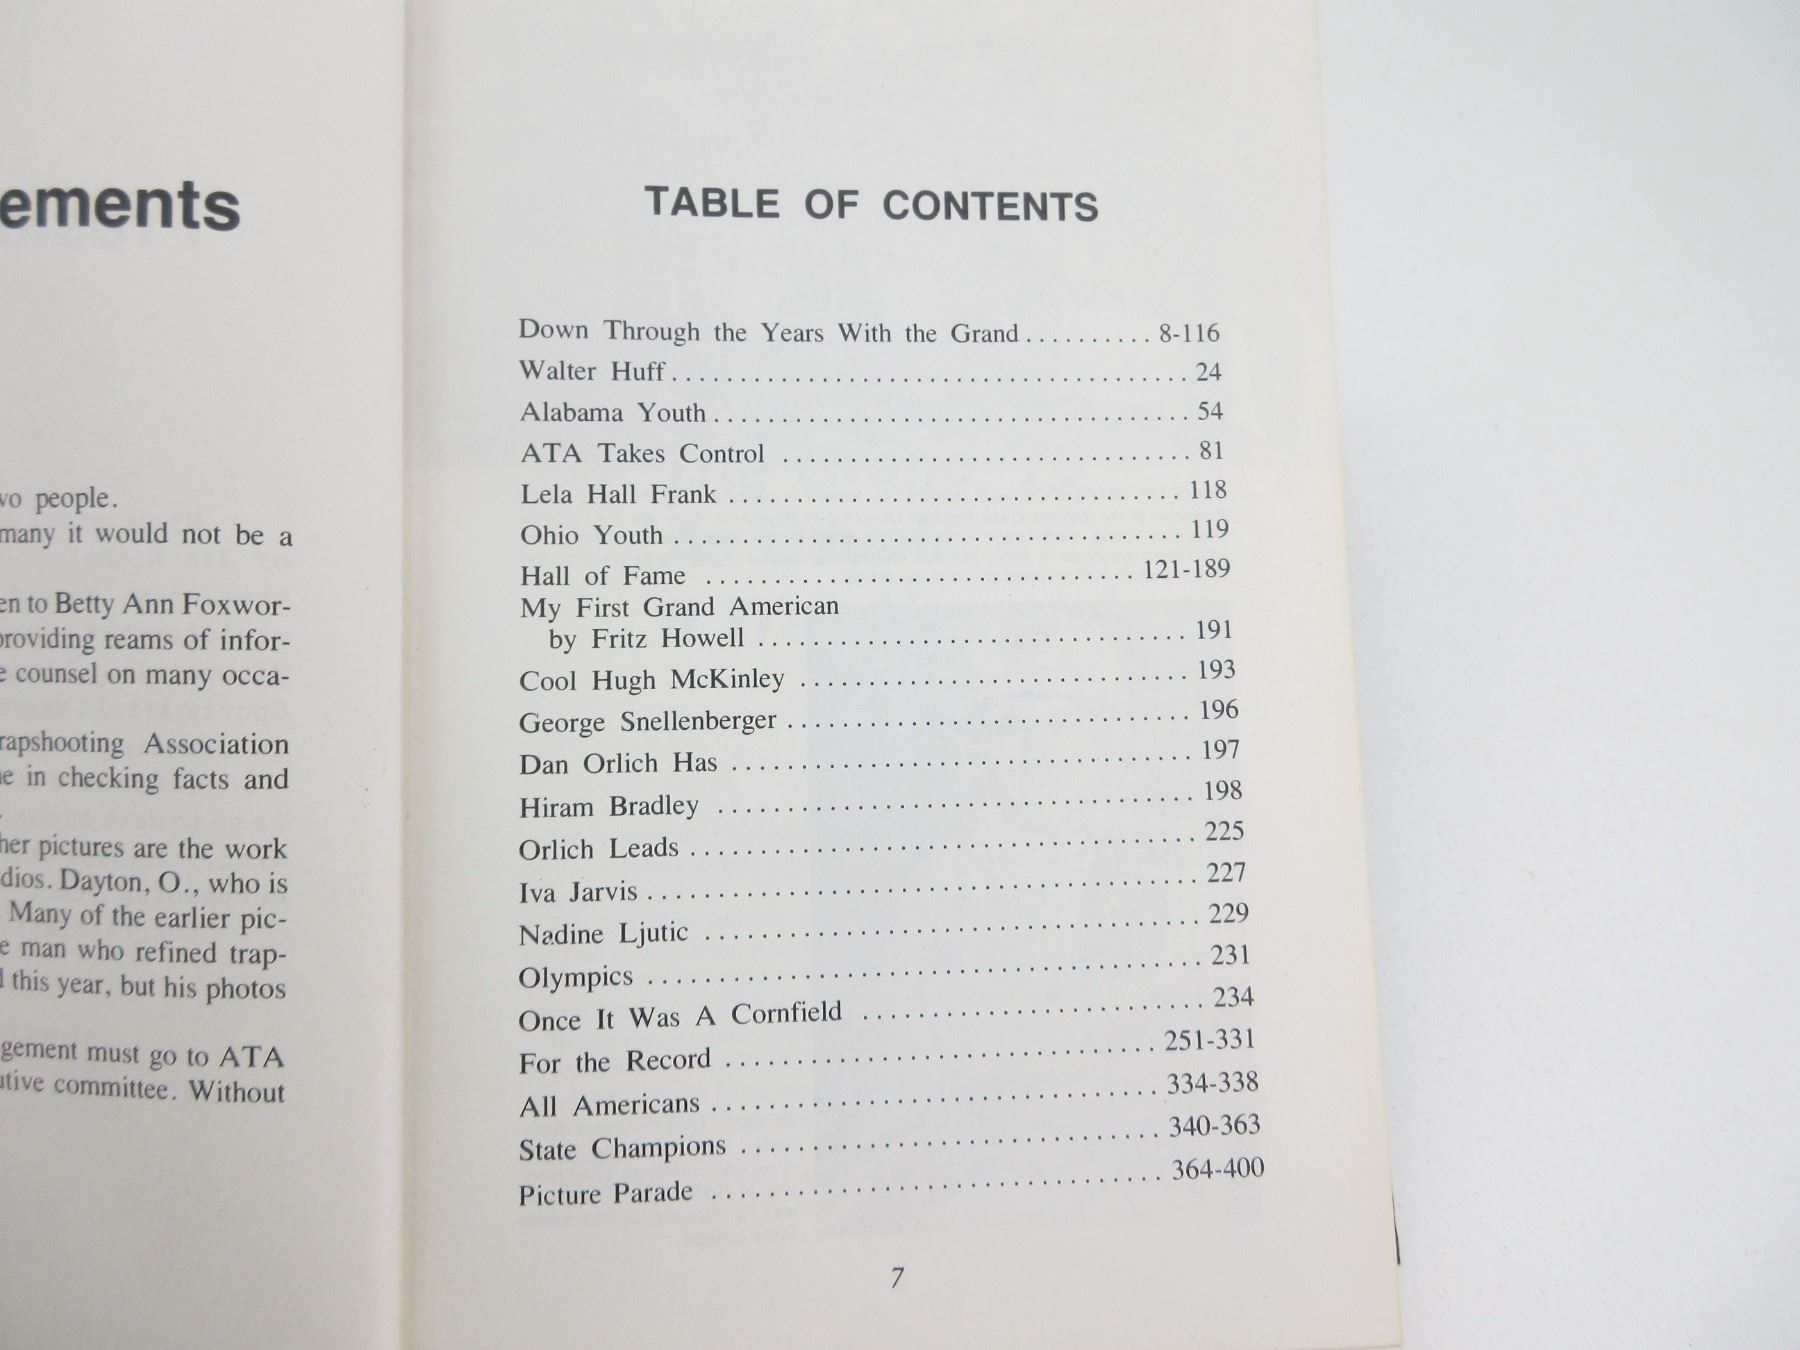 ements
wo people.
many it would not be a
en to Betty Ann Foxwor-
providing reams of infor-
e counsel on many occa-
rapshooting Association
e in checking facts and
her pictures are the work
dios. Dayton, O., who is
Many of the earlier pic-
e man who refined trap-
this year, but his photos
gement must go to ATA
utive committee. Without
TABLE OF CONTENTS
Down Through the Years With the Grand .......... 8-116
Walter Huff ....................................... 24
Alabama Youth .................................... 54
ATA Takes Control ............................... 81
Lela Hall Frank .................................. 118
Ohio Youth ...................................... 119
Hall of Fame ................................ 121-189
My First Grand American
by Fritz Howell ................................ 191
Cool Hugh McKinley ............................. 193
George Snellenberger .............................. 196
Dan Orlich Has .................................. 197
Hiram Bradley ................................... 198
Orlich Leads ..................................... 225
Iva Jarvis ......................................... 227
Nadine Ljutic .................................... 229
Olympics ........................................ 231
Once It Was A Cornfield ......................... 234
For the Record ................................ 251-331
All Americans ................................. 334-338
State Champions ............................... 340-363
Picture Parade ................................. 364-400
7